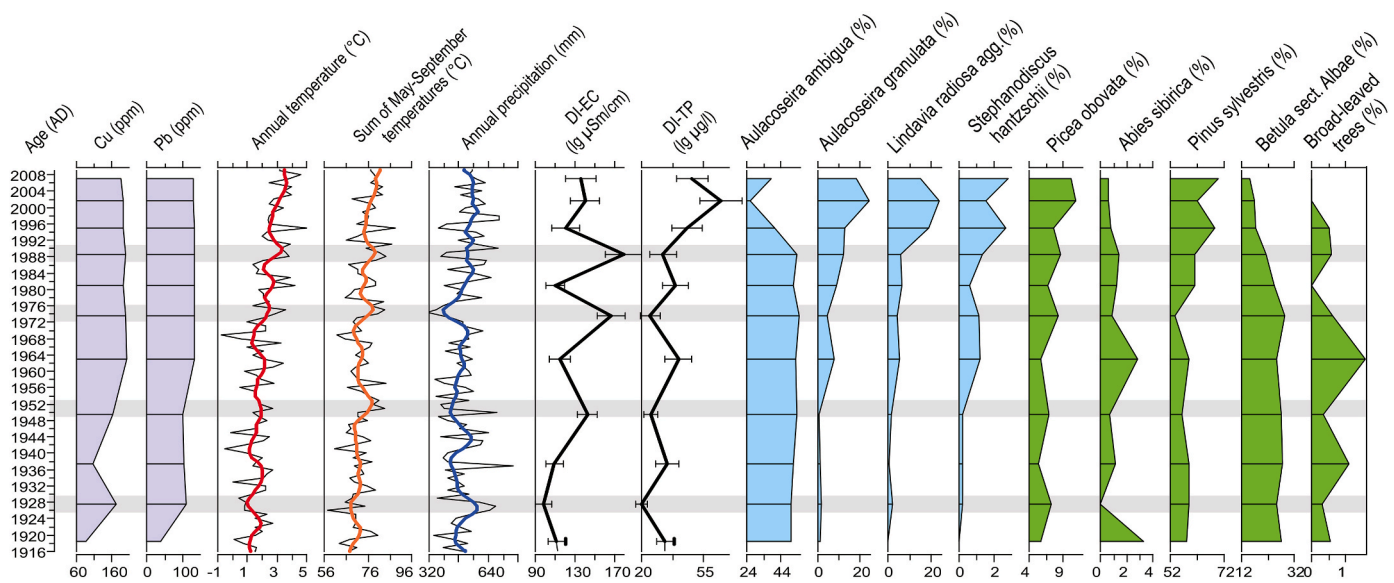 Age (AD)
Cu (ppm)
Pb (ppm)
Annual temperature (°C)
Sum of May-September
temperatures (°C)
Annual precipitation (mm)
DI-EC
(lg µSm/cm)
DI-TP
(lg µg/l)
Aulacoseira ambigua (%)
Aulacoseira granulata (%)
Lindavia radiosa agg.(%)
Stephanodiscus
hantzschii (%)
Picea obovata (%)
Abies sibirica (%)
Pinus sylvestris (%)
Betula sect. Albae (%)
Broad-leaved
trees (%)
2008
2004
2000
1996
1992
1988
1984
1980
1976
1972
1968
1964
1960
1956
1952
1948
1944
1940
1936
1932
1928
1924
1920
1916
60 160 0 100 -1 1 3 5 56 76 96 320 640 90 130 180 20 55 24 44 0 20 0 20 0 2 4 9 0 2 4 52 72 12 32 0 1